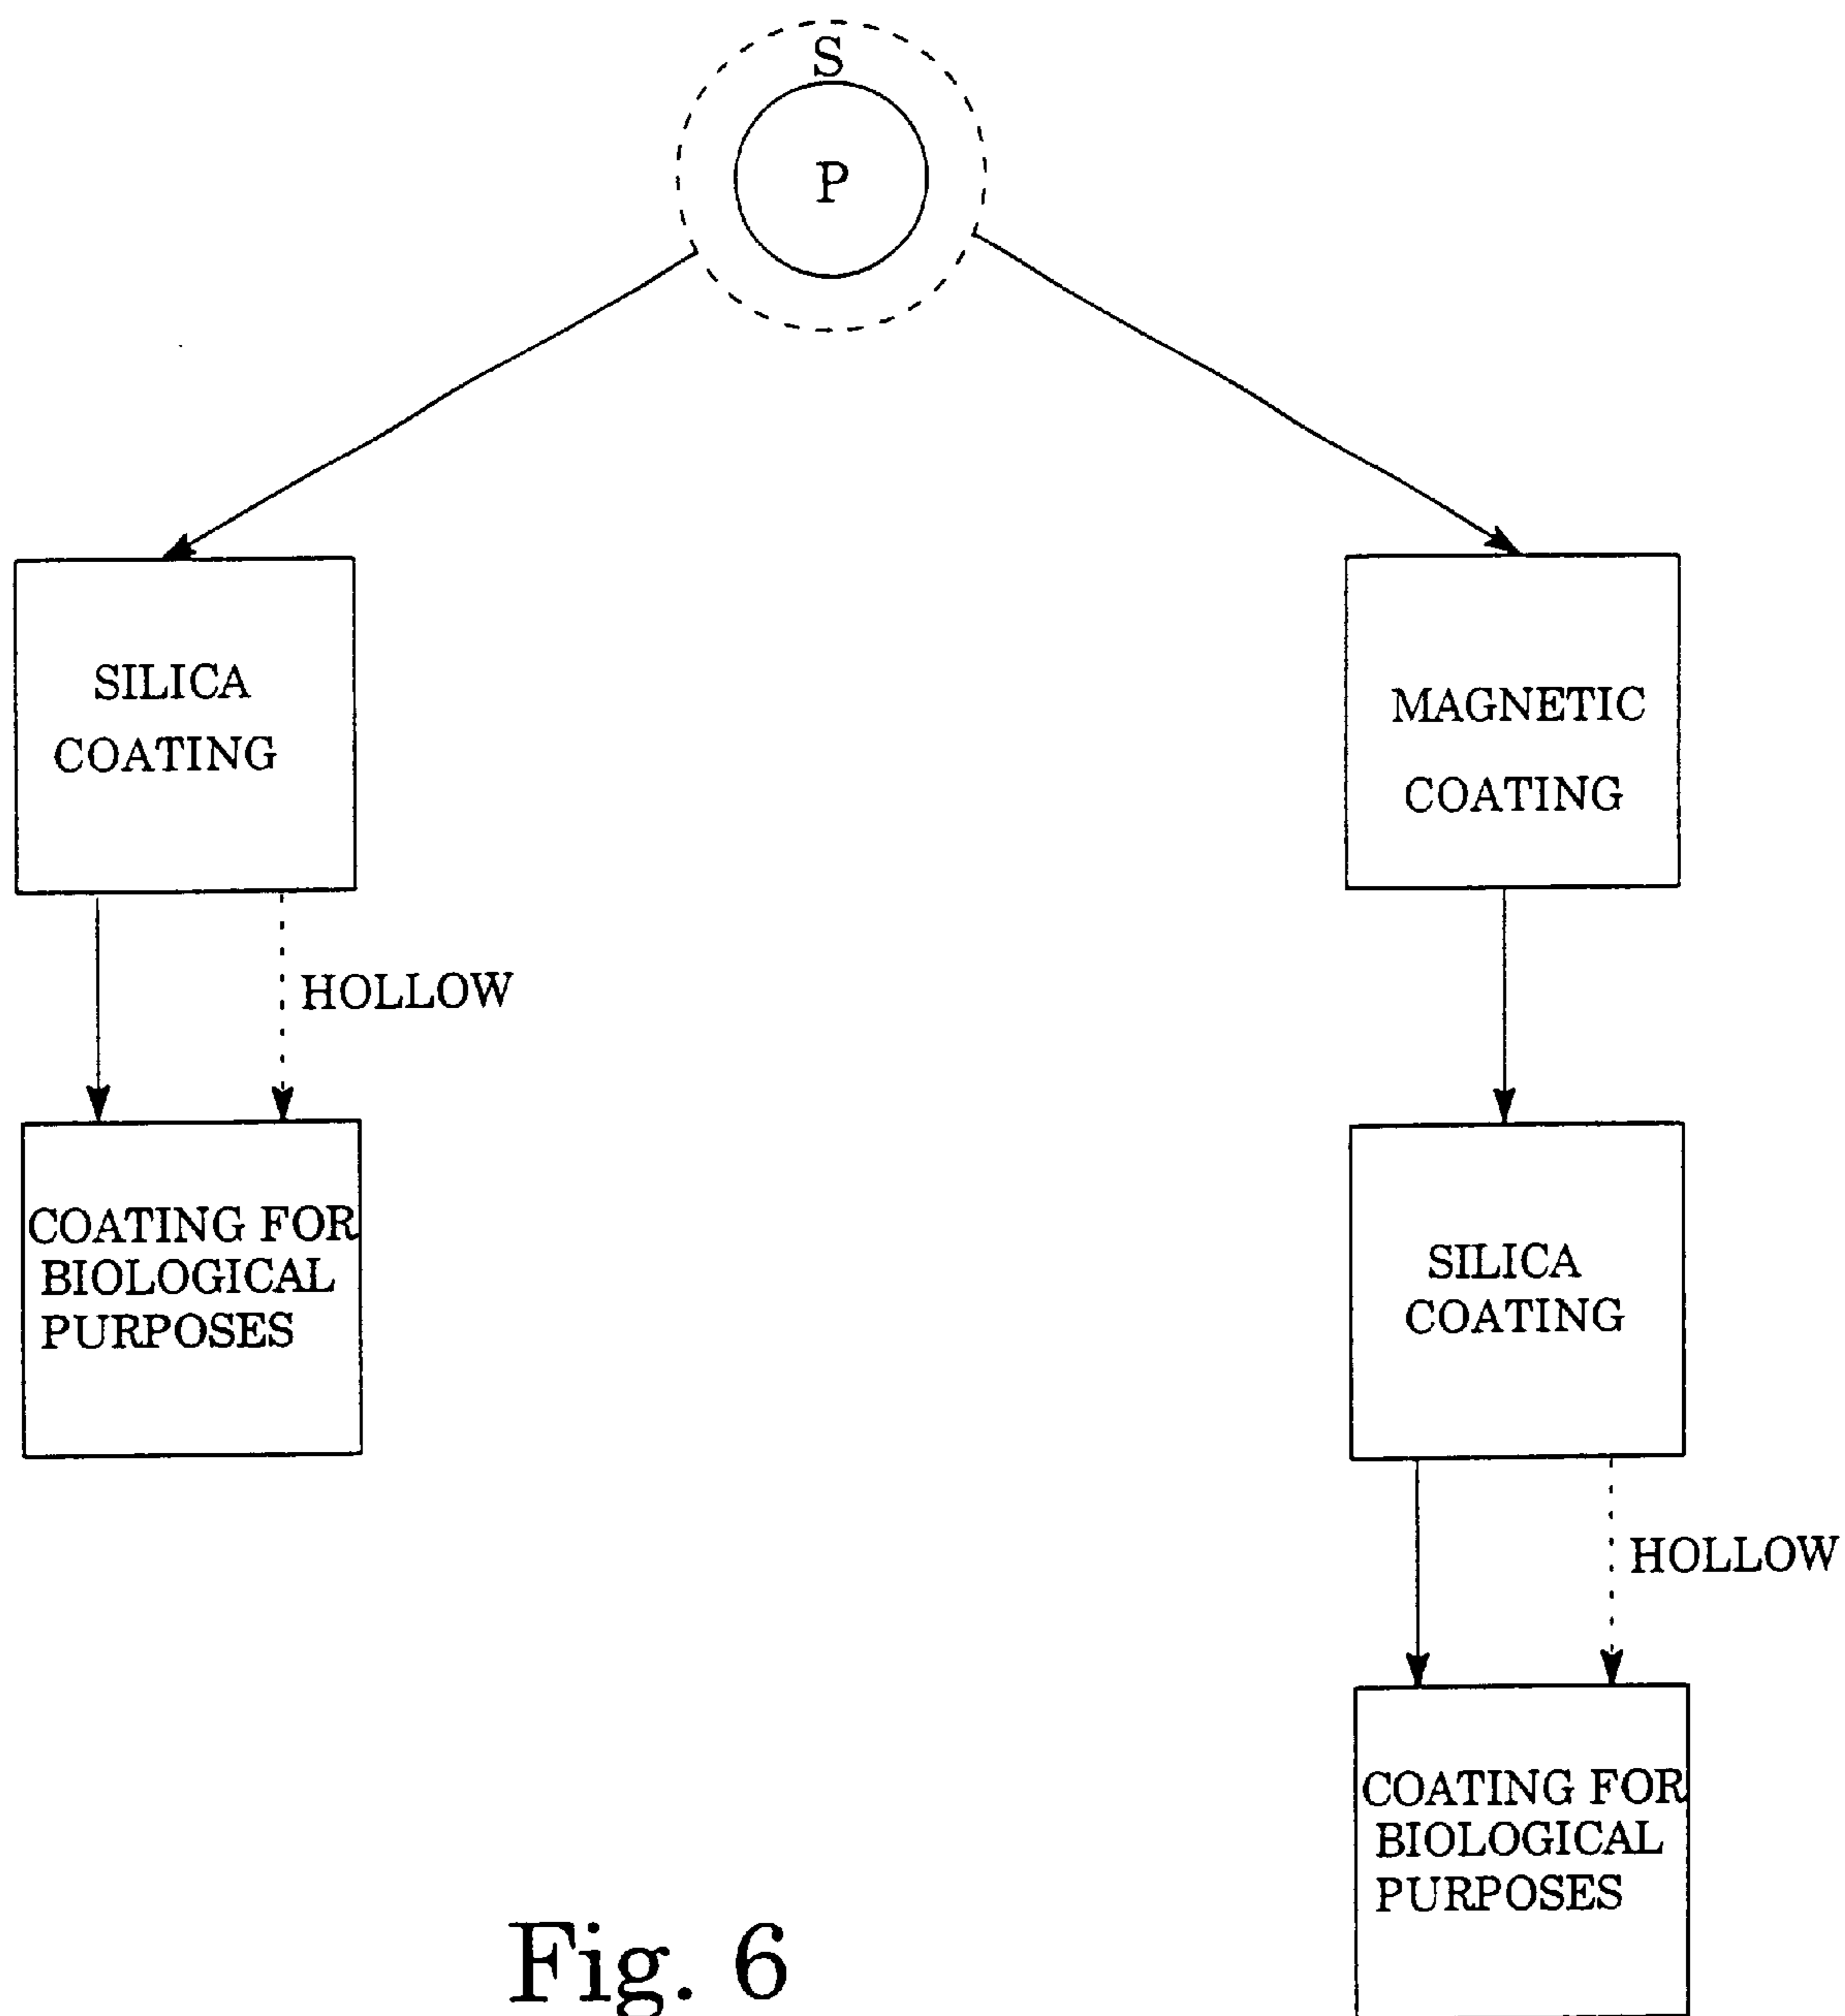 S
P
SILICA
COATING
HOLLOW
COATING FOR
BIOLOGICAL
PURPOSES
MAGNETIC
COATING
SILICA
COATING
HOLLOW
COATING FOR
BIOLOGICAL
PURPOSES
Fig. 6